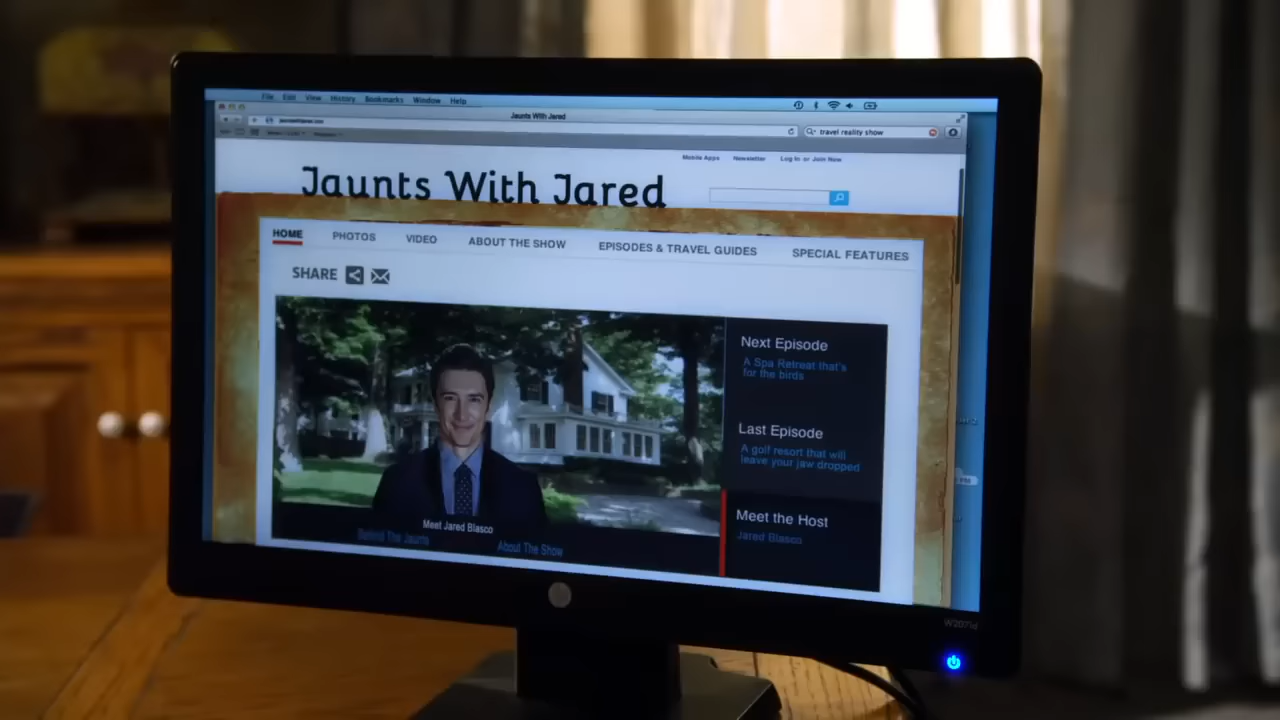 File Edit View History Bookmarks Window Help
Jaunts With Jared
travel reality show
Mobile Apps Newsletter Log In or Join Now
Jaunts With Jared
HOME PHOTOS VIDEO ABOUT THE SHOW EPISODES & TRAVEL GUIDES SPECIAL FEATURES
SHARE
Next Episode
A Spa Retreat that's
for the birds
Last Episode
A golf resort that will
leave your jaw dropped
Meet the Host
Jared Blasco
Meet Jared Blasco
Behind The Jaunts About The Show